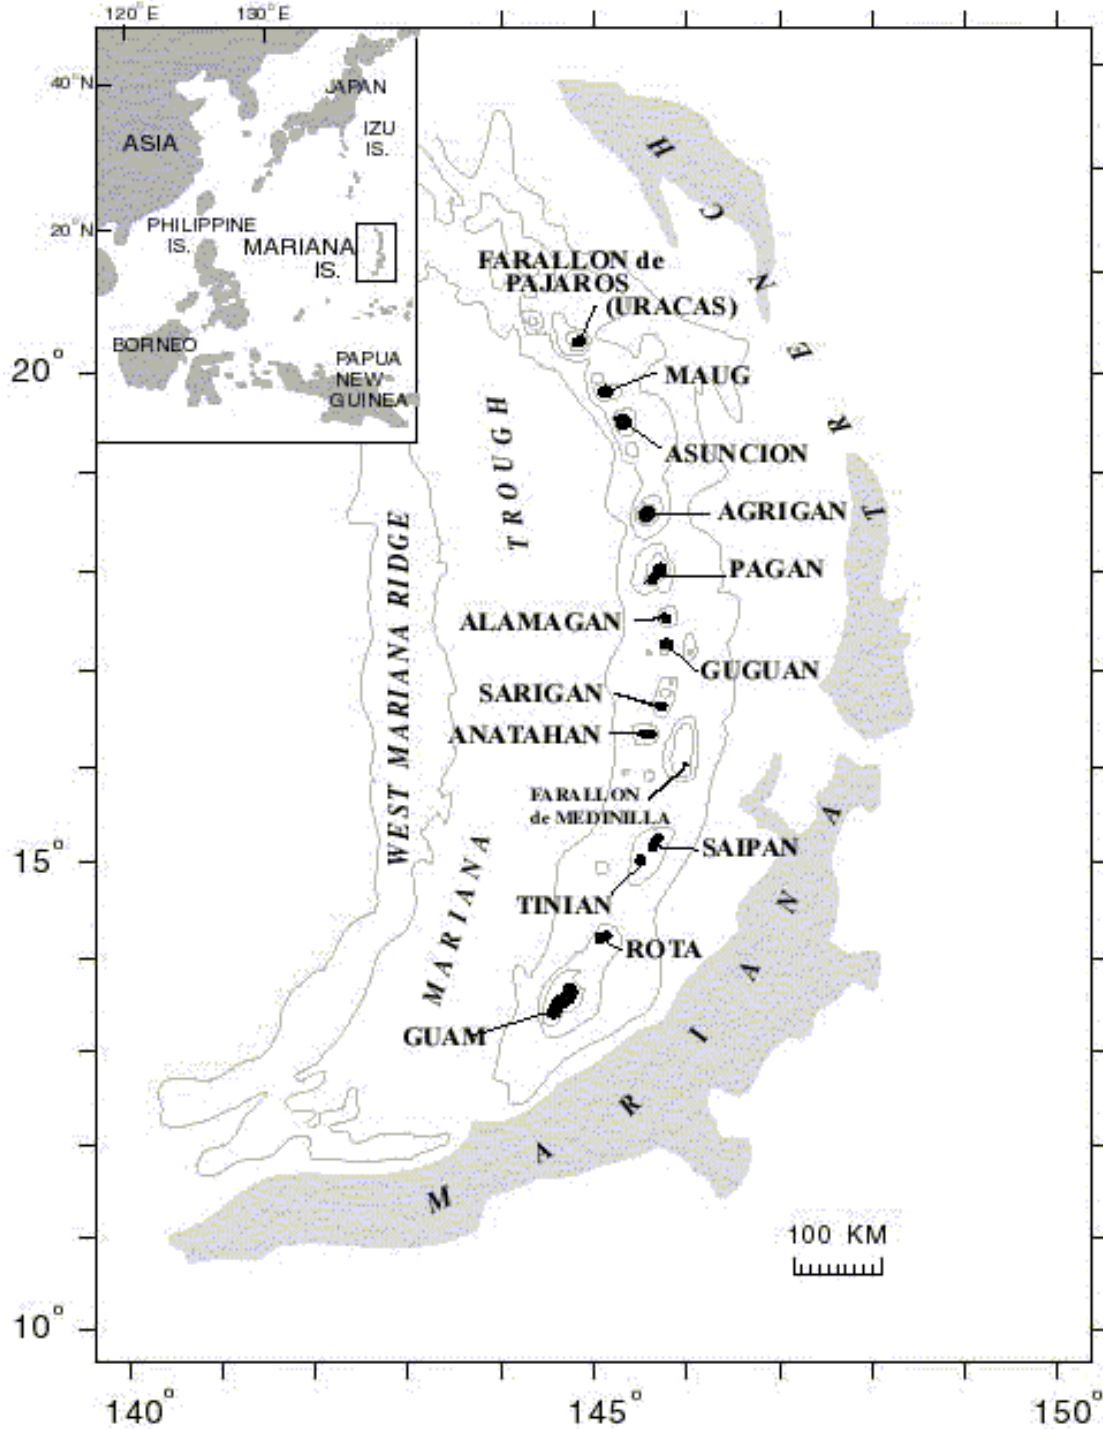 120°E 130°E
40°N
JAPAN
ASIA
IZU
IS.
20°N
PHILIPPINE
IS.
MARIANA
IS.
BORNEO
PAPUA
NEW
GUINEA
FARALLON de
PAJAROS
(URACAS)
20°
MAUG
ASUNCION
AGRIGAN
PAGAN
ALAMAGAN
GUGUAN
SARIGAN
ANATAHAN
FARALLON
de MEDINILLA
15°
SAIPAN
TINIAN
ROTA
GUAM
WEST MARIANA RIDGE
MARIANA TROUGH
MARIANA TRENCH
100 KM
10°
140° 145° 150°